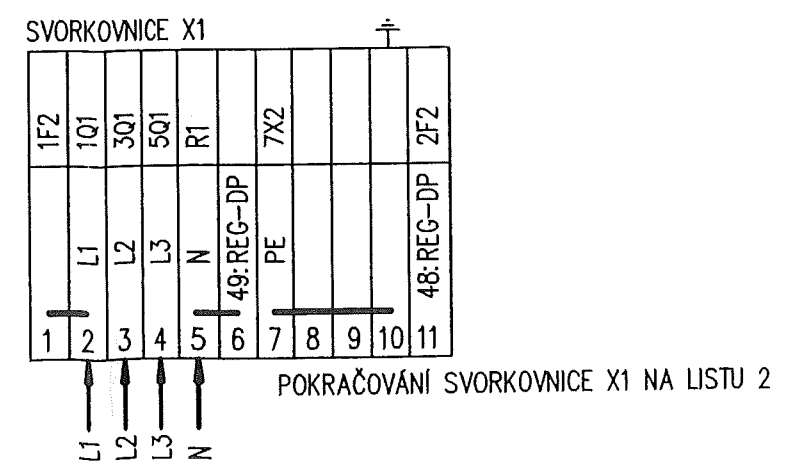 SVORKOVNICE X1
1F2 1Q1 3Q1 5Q1 R1 7X2 2F2
L1 L2 L3 N 49:REG-DP PE 48:REG-DP
1 2 3 4 5 6 7 8 9 10 11
POKRAČOVÁNÍ SVORKOVNICE X1 NA LISTU 2
L1 L2 L3 N